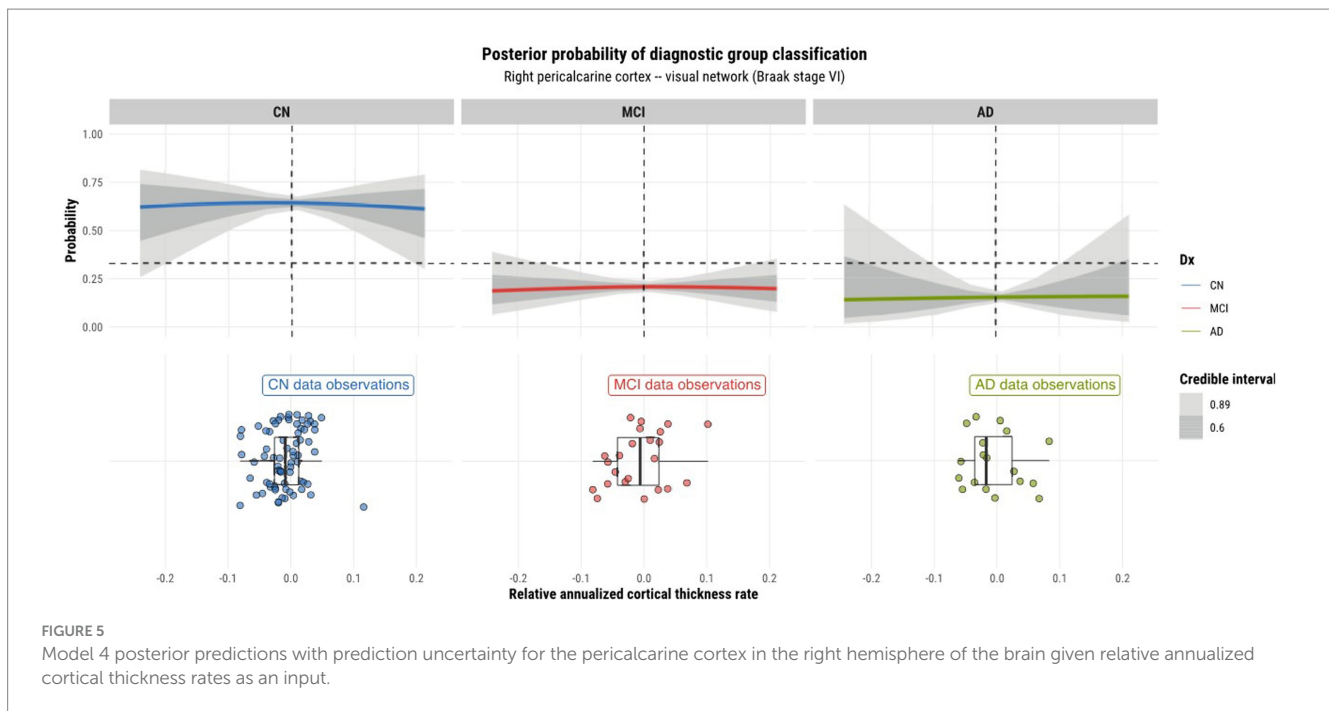 Posterior probability of diagnostic group classification
Right pericalcarine cortex -- visual network (Braak stage VI)
CN
MCI
AD
Probability
1.00
0.75
0.50
0.25
0.00
Dx
CN
MCI
AD
CN data observations
MCI data observations
AD data observations
Credible interval
0.89
0.6
-0.2 -0.1 0.0 0.1 0.2
-0.2 -0.1 0.0 0.1 0.2
-0.2 -0.1 0.0 0.1 0.2
Relative annualized cortical thickness rate
FIGURE 5
Model 4 posterior predictions with prediction uncertainty for the pericalcarine cortex in the right hemisphere of the brain given relative annualized
cortical thickness rates as an input.